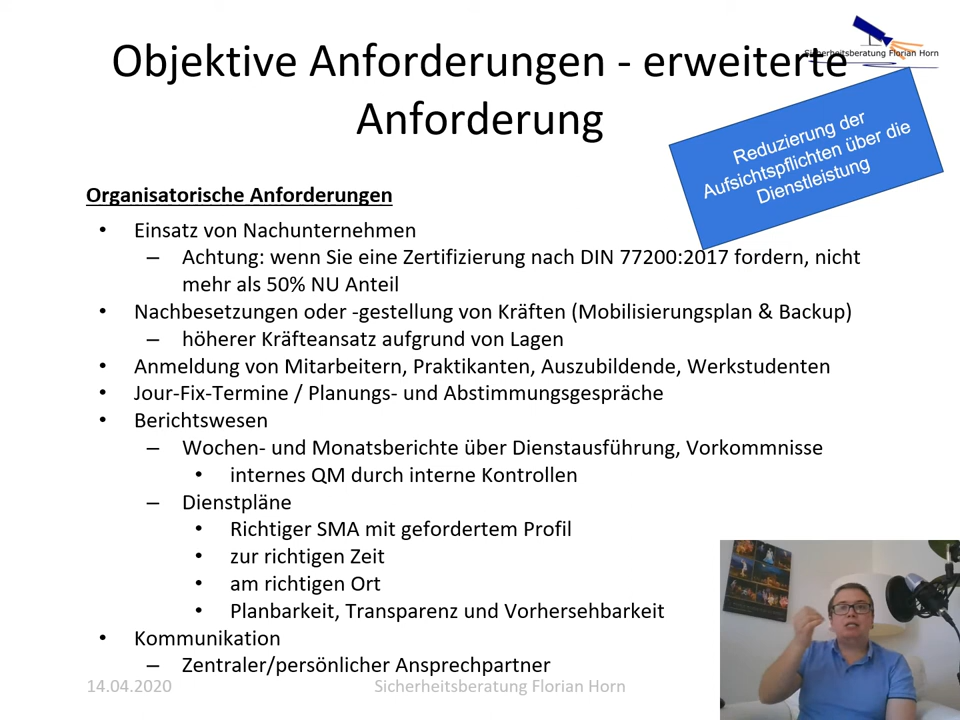 Sicherheitsberatung Florian Horn
Objektive Anforderungen - erweiterte
Anforderung
Reduzierung der
Aufsichtspflichten über die
Dienstleistung
Organisatorische Anforderungen
• Einsatz von Nachunternehmen
– Achtung: wenn Sie eine Zertifizierung nach DIN 77200:2017 fordern, nicht
mehr als 50% NU Anteil
• Nachbesetzungen oder -gestellung von Kräften (Mobilisierungsplan & Backup)
– höherer Kräfteansatz aufgrund von Lagen
• Anmeldung von Mitarbeitern, Praktikanten, Auszubildende, Werkstudenten
• Jour-Fix-Termine / Planungs- und Abstimmungsgespräche
• Berichtswesen
– Wochen- und Monatsberichte über Dienstausführung, Vorkommnisse
• internes QM durch interne Kontrollen
– Dienstpläne
• Richtiger SMA mit gefordertem Profil
• zur richtigen Zeit
• am richtigen Ort
• Planbarkeit, Transparenz und Vorhersehbarkeit
• Kommunikation
– Zentraler/persönlicher Ansprechpartner
14.04.2020
Sicherheitsberatung Florian Horn